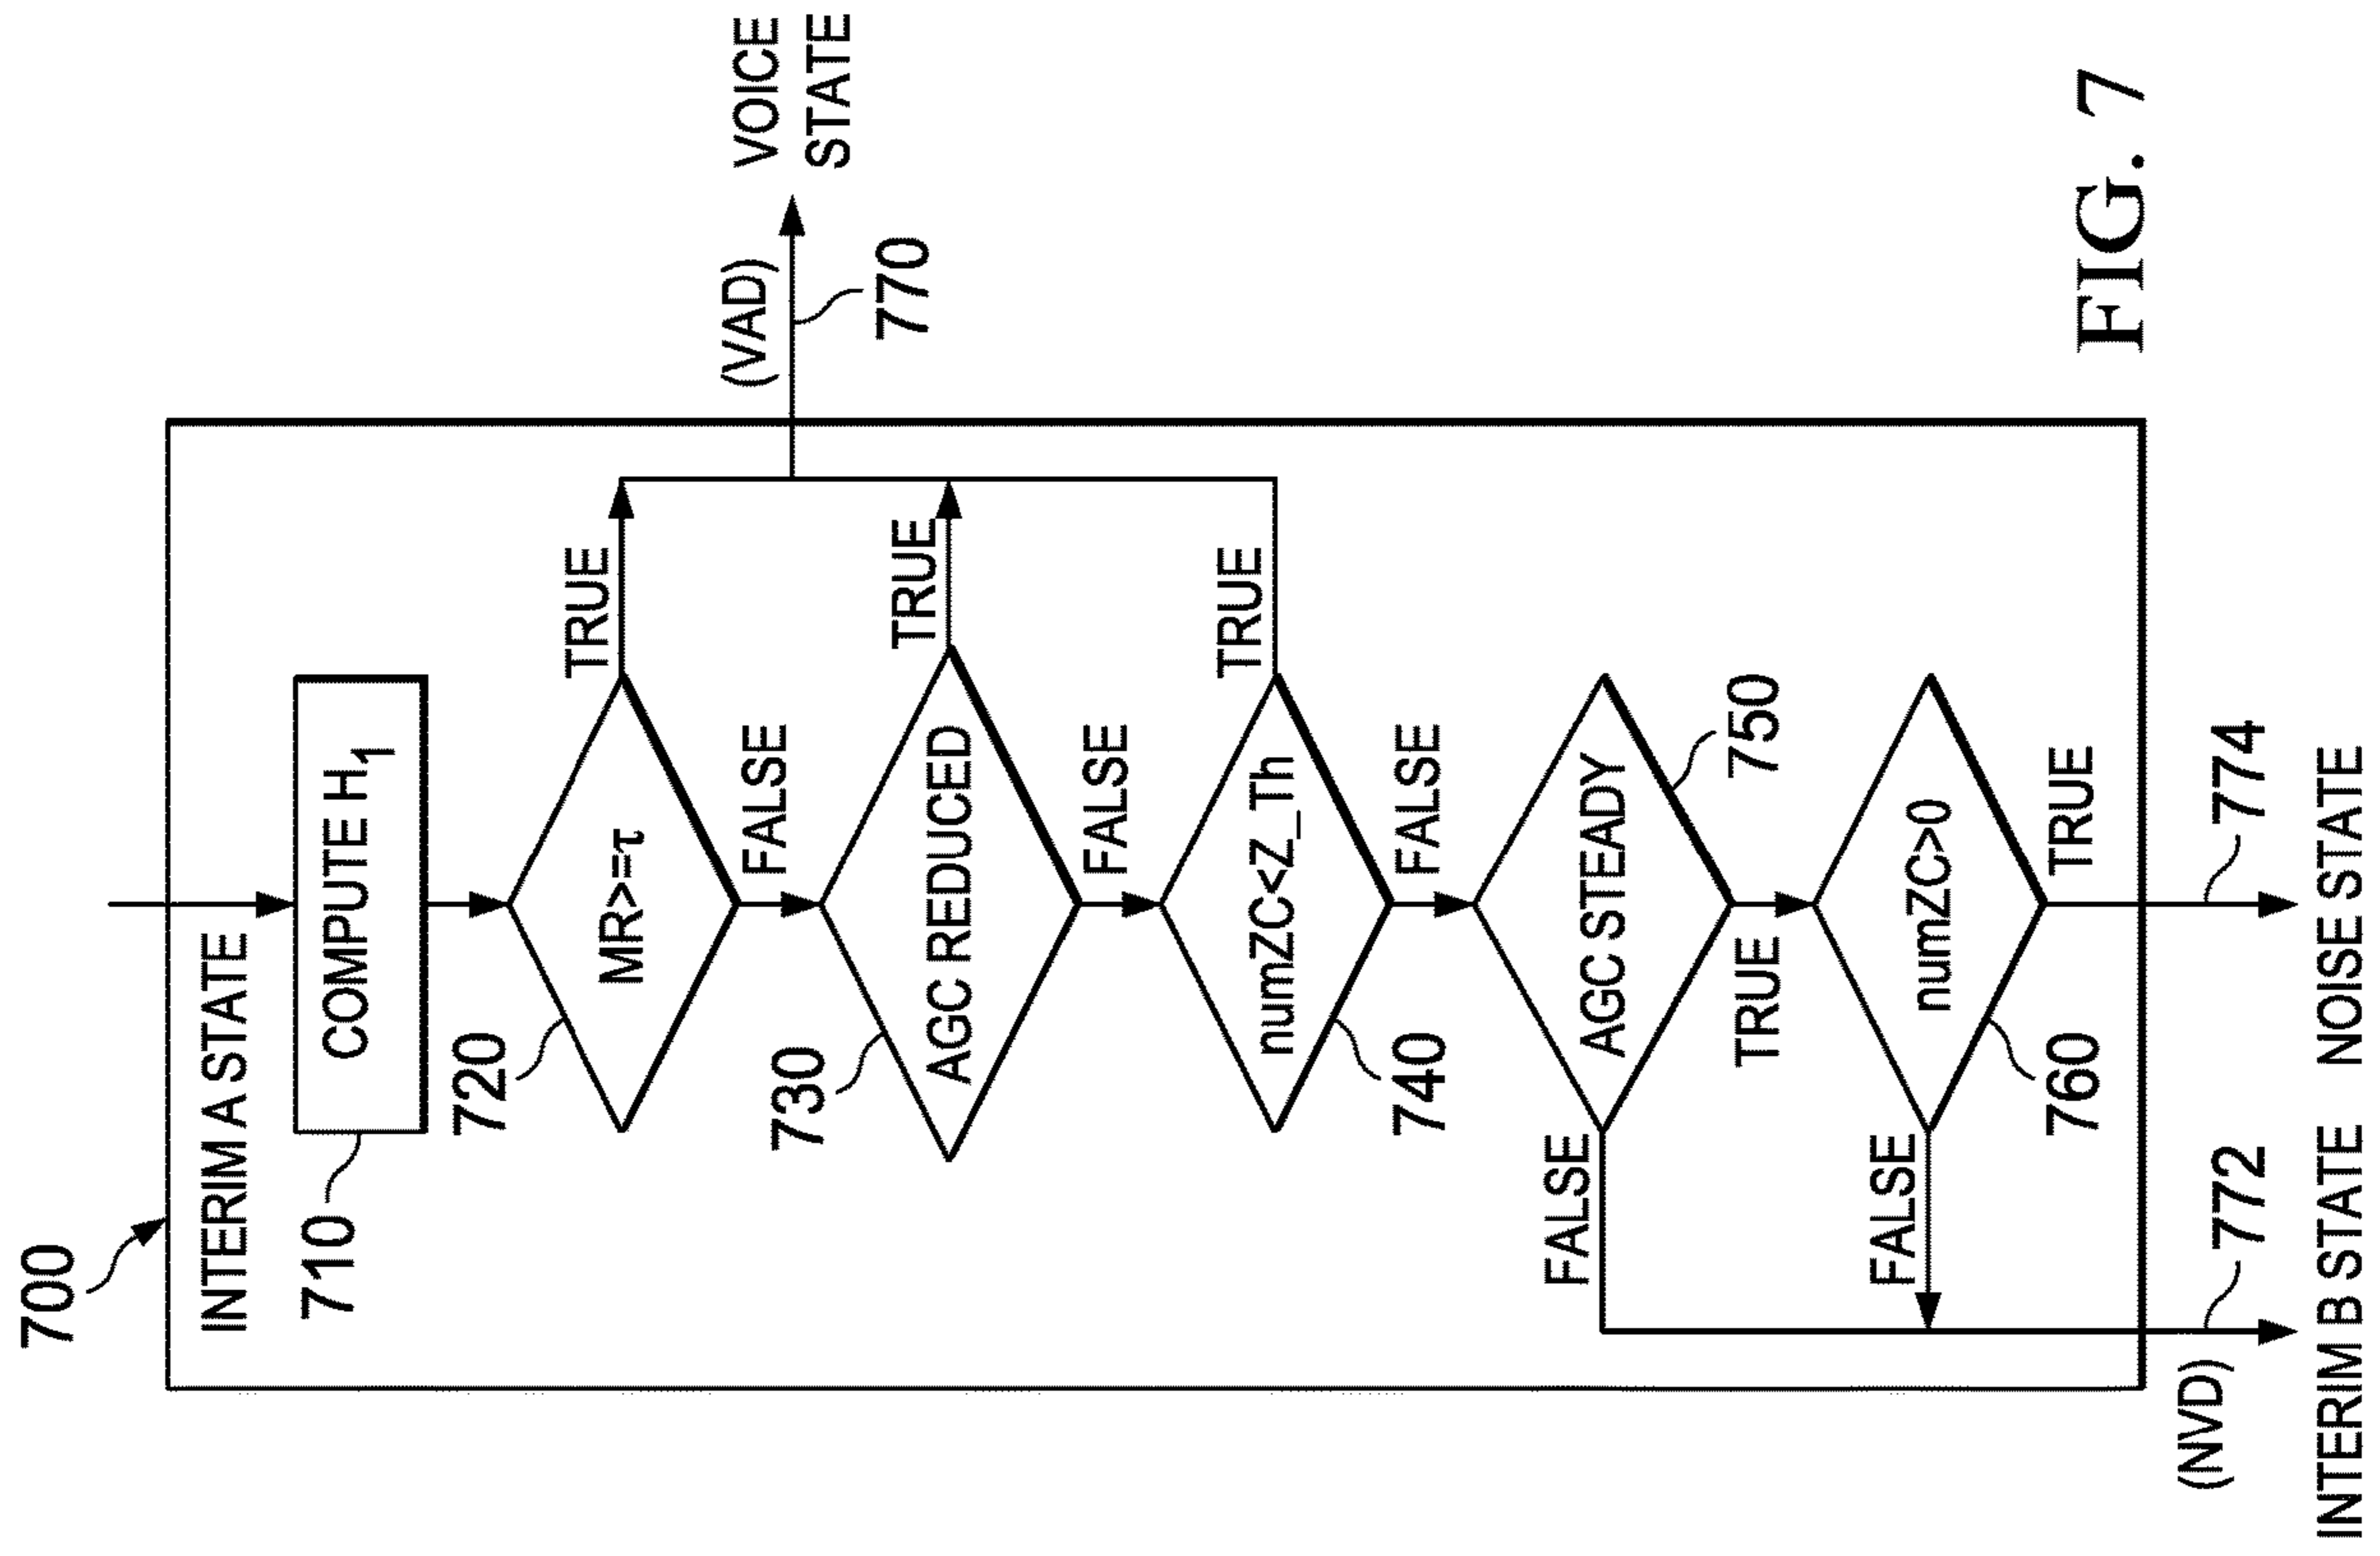 700
INTERIM A STATE
710
COMPUTE H1
720
MR>=τ
TRUE
FALSE
730
AGC REDUCED
TRUE
FALSE
740
numZC<Z_Th
TRUE
FALSE
(VAD)
770
VOICE
STATE
AGC STEADY
750
FALSE
TRUE
numZC>0
760
FALSE
TRUE
(NVD)
772
774
INTERIM B STATE
NOISE STATE
FIG. 7